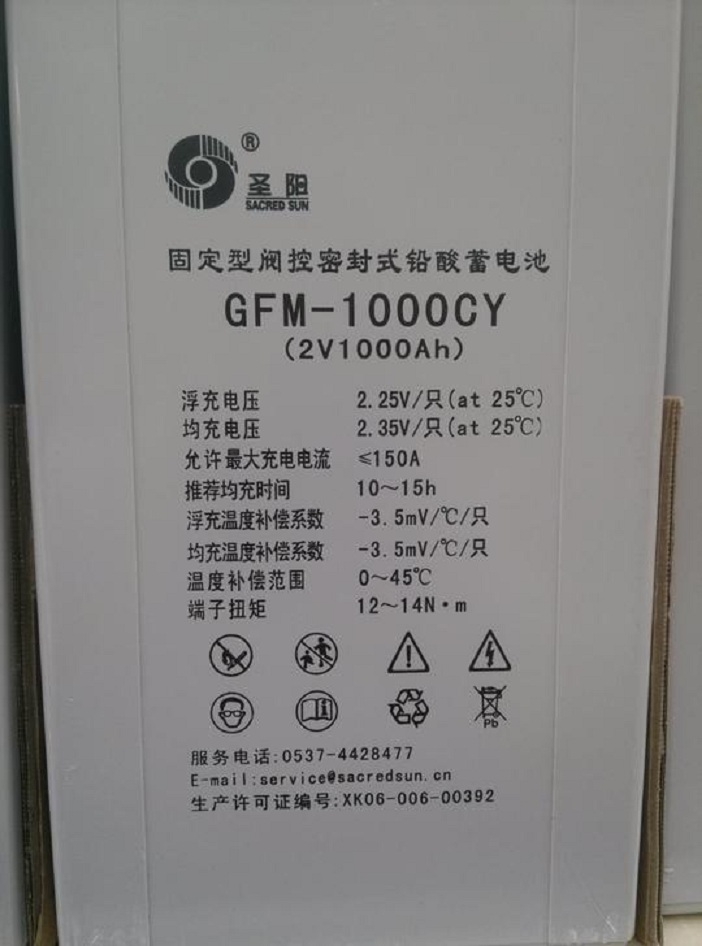 ®
圣阳
SACRED SUN
固定型阀控密封式铅酸蓄电池
GFM-1000CY
(2V1000Ah)
浮充电压 2.25V/只(at 25℃)
均充电压 2.35V/只(at 25℃)
允许最大充电电流 ≤150A
推荐均充时间 10～15h
浮充温度补偿系数 -3.5mV/℃/只
均充温度补偿系数 -3.5mV/℃/只
温度补偿范围 0～45℃
端子扭矩 12～14N·m
Pb
服务电话:0537-4428477
E-mail:service@sacredsun.cn
生产许可证编号:XK06-006-00392